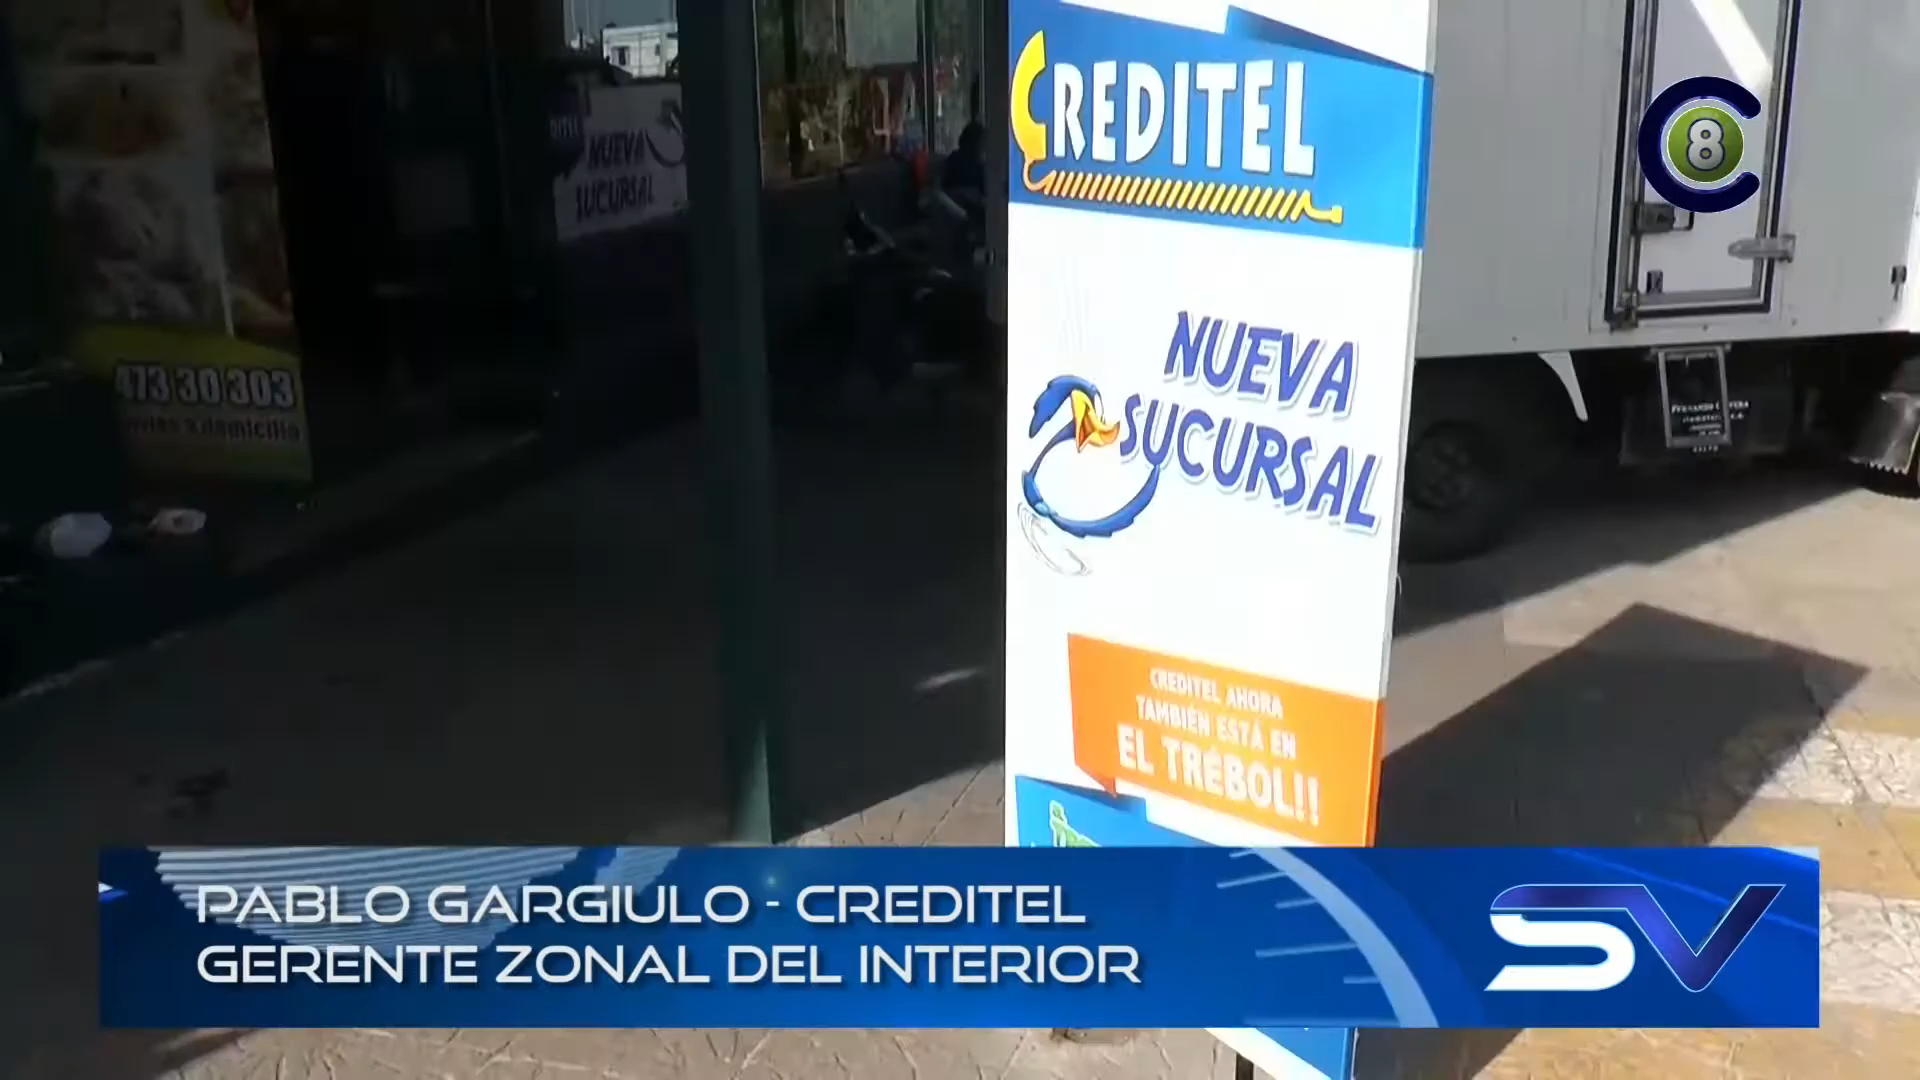 CREDITEL
8
NUEVA
SUCURSAL
NUEVA
SUCURSAL
473 30 303
CREDITEL AHORA
TAMBIÉN ESTÁ EN
EL TRÉBOL!!
PABLO GARGIULO - CREDITEL
GERENTE ZONAL DEL INTERIOR
SV